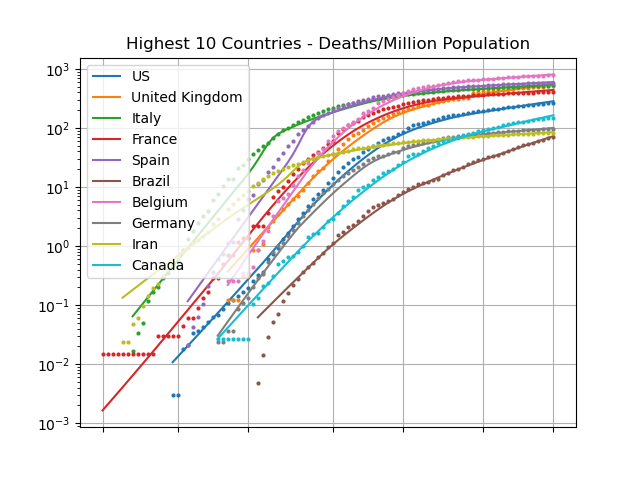 Highest 10 Countries - Deaths/Million Population
10³
10²
10¹
10⁰
10⁻¹
10⁻²
10⁻³
US
United Kingdom
Italy
France
Spain
Brazil
Belgium
Germany
Iran
Canada